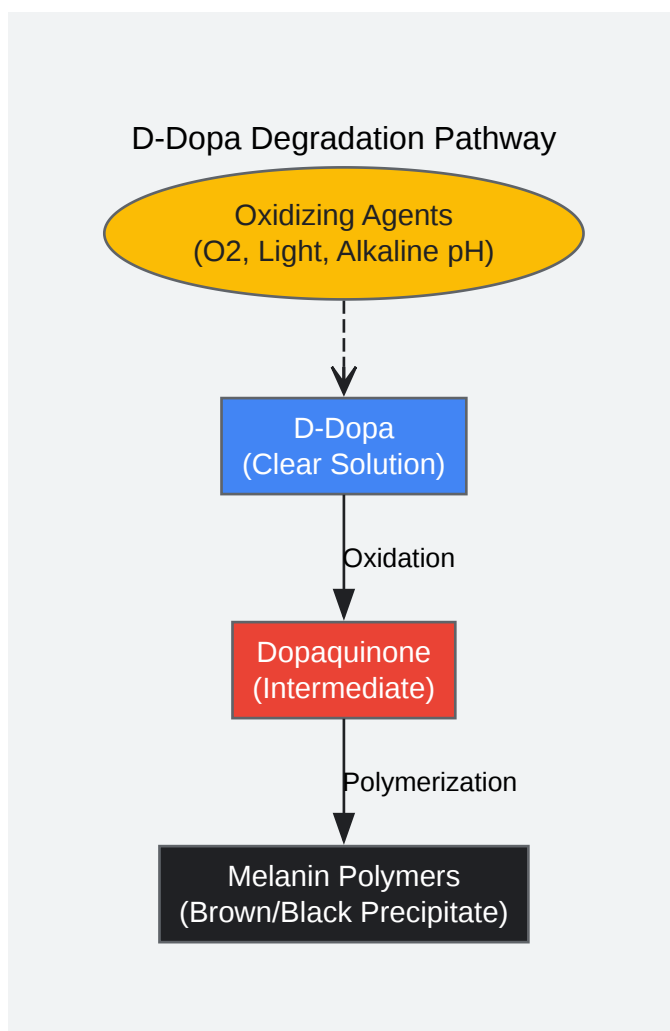 D-Dopa Degradation Pathway
Oxidizing Agents
(O2, Light, Alkaline pH)
D-Dopa
(Clear Solution)
Oxidation
Dopaquinone
(Intermediate)
Polymerization
Melanin Polymers
(Brown/Black Precipitate)